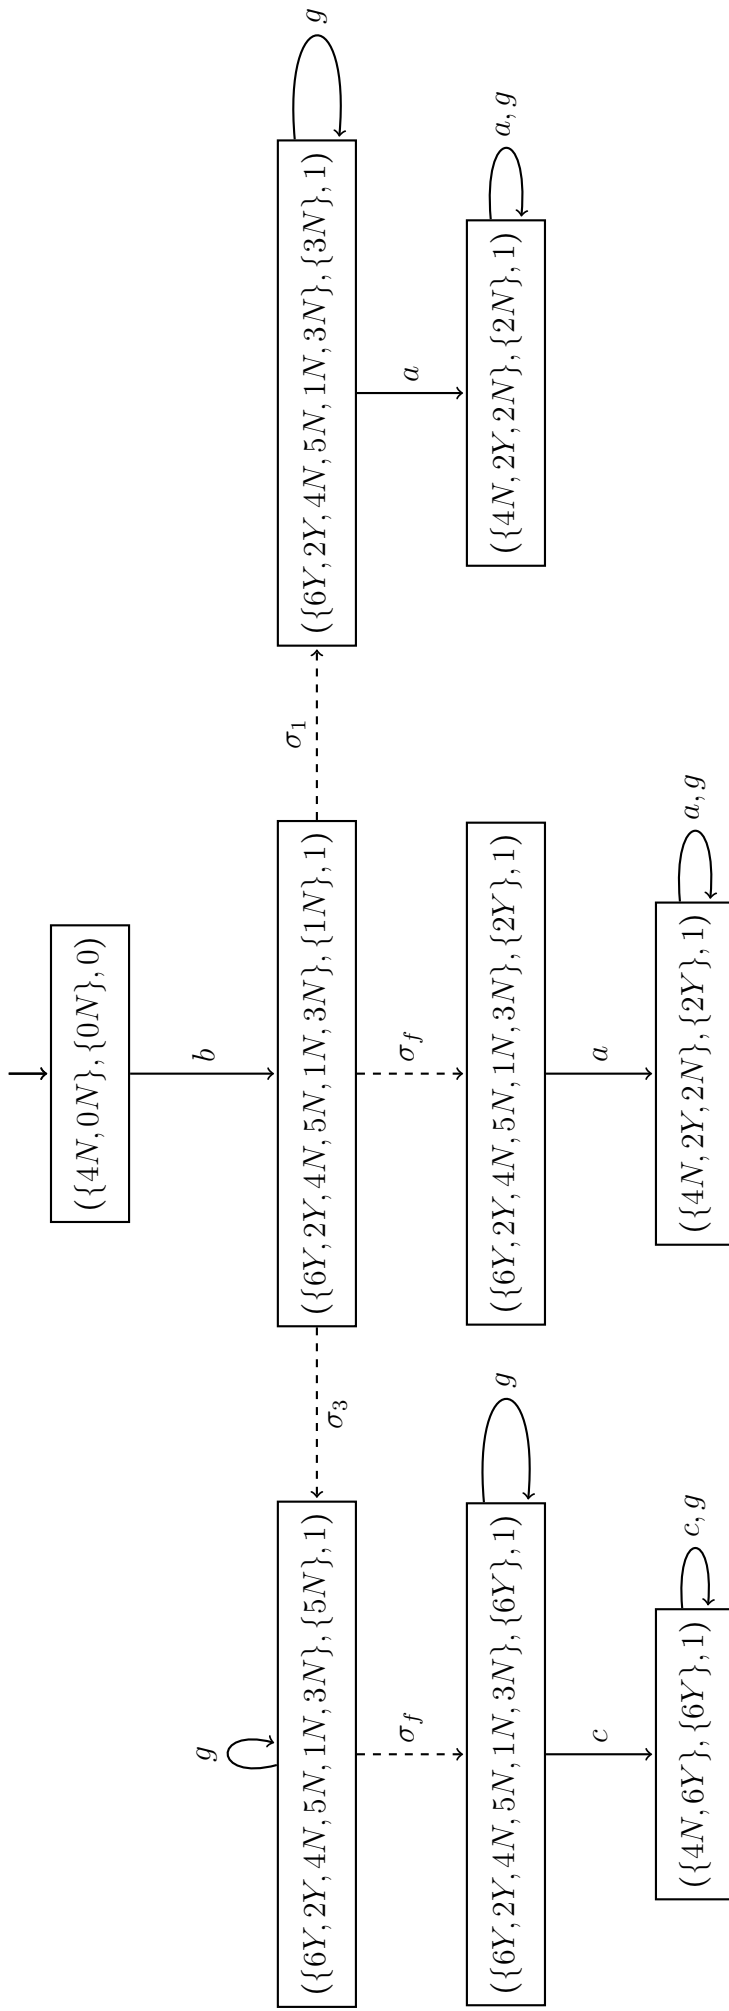 ({4N, 0N}, {0N}, 0)
b
({6Y, 2Y, 4N, 5N, 1N, 3N}, {5N}, 1)
g
σ3
({6Y, 2Y, 4N, 5N, 1N, 3N}, {1N}, 1)
σ1
({6Y, 2Y, 4N, 5N, 1N, 3N}, {3N}, 1)
g
σf
σf
a
({6Y, 2Y, 4N, 5N, 1N, 3N}, {6Y}, 1)
g
({6Y, 2Y, 4N, 5N, 1N, 3N}, {2Y}, 1)
({4N, 2Y, 2N}, {2N}, 1)
a, g
c
a
({4N, 6Y}, {6Y}, 1)
c, g
({4N, 2Y, 2N}, {2Y}, 1)
a, g